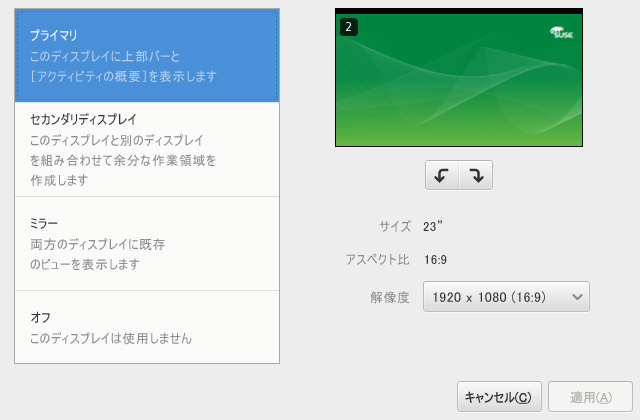 プライマリ
このディスプレイに上部バーと
[アクティビティの概要]を表示します
セカンダリディスプレイ
このディスプレイと別のディスプレイ
を組み合わせて余分な作業領域を
作成します
ミラー
両方のディスプレイに既存
のビューを表示します
オフ
このディスプレイは使用しません
2
SUSE
サイズ 23”
アスペクト比 16:9
解像度 1920 x 1080 (16:9)
キャンセル(C) 適用(A)